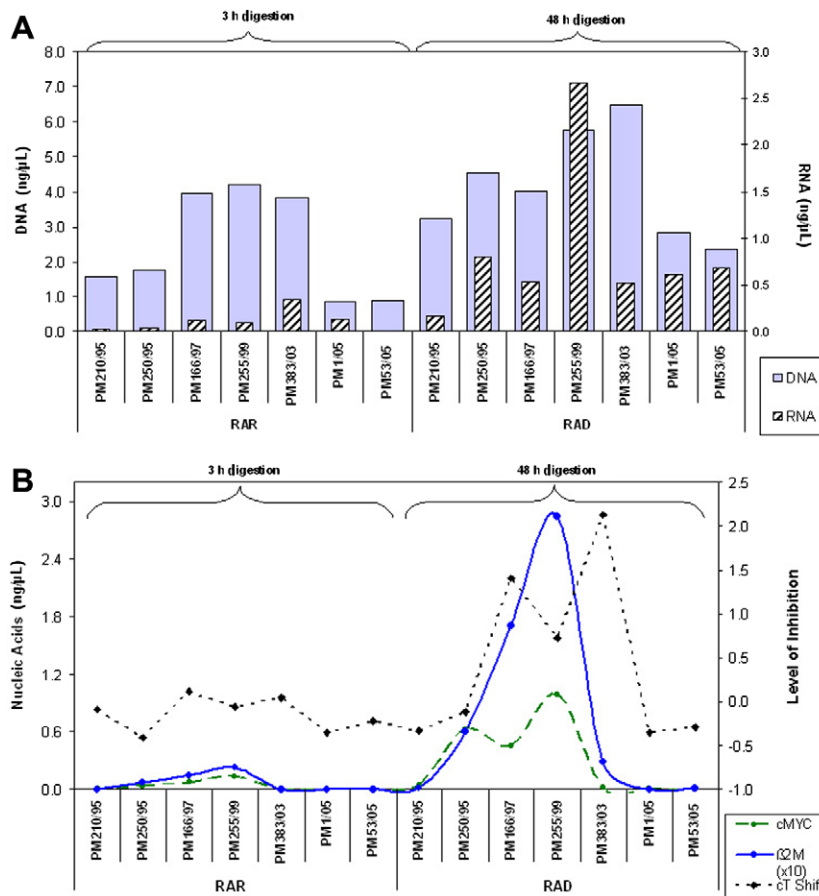 A
3 h digestion
48 h digestion
8.0
7.0
6.0
5.0
4.0
3.0
2.0
1.0
0.0
DNA (ng/µL)
3.0
2.5
2.0
1.5
1.0
0.5
0.0
RNA (ng/µL)
PM210/95
PM250/95
PM166/97
PM255/99
PM383/03
PM1/05
PM53/05
PM210/95
PM250/95
PM166/97
PM255/99
PM383/03
PM1/05
PM53/05
RAR
RAD
DNA
RNA
B
3 h digestion
48 h digestion
3.0
2.4
1.8
1.2
0.6
0.0
Nucleic Acids (ng/µL)
2.5
2.0
1.5
1.0
0.5
0.0
-0.5
-1.0
Level of Inhibition
PM210/95
PM250/95
PM166/97
PM255/99
PM383/03
PM1/05
PM53/05
PM210/95
PM250/95
PM166/97
PM255/99
PM383/03
PM1/05
PM53/05
RAR
RAD
cMYC
ß2M
(x10)
cT Shift